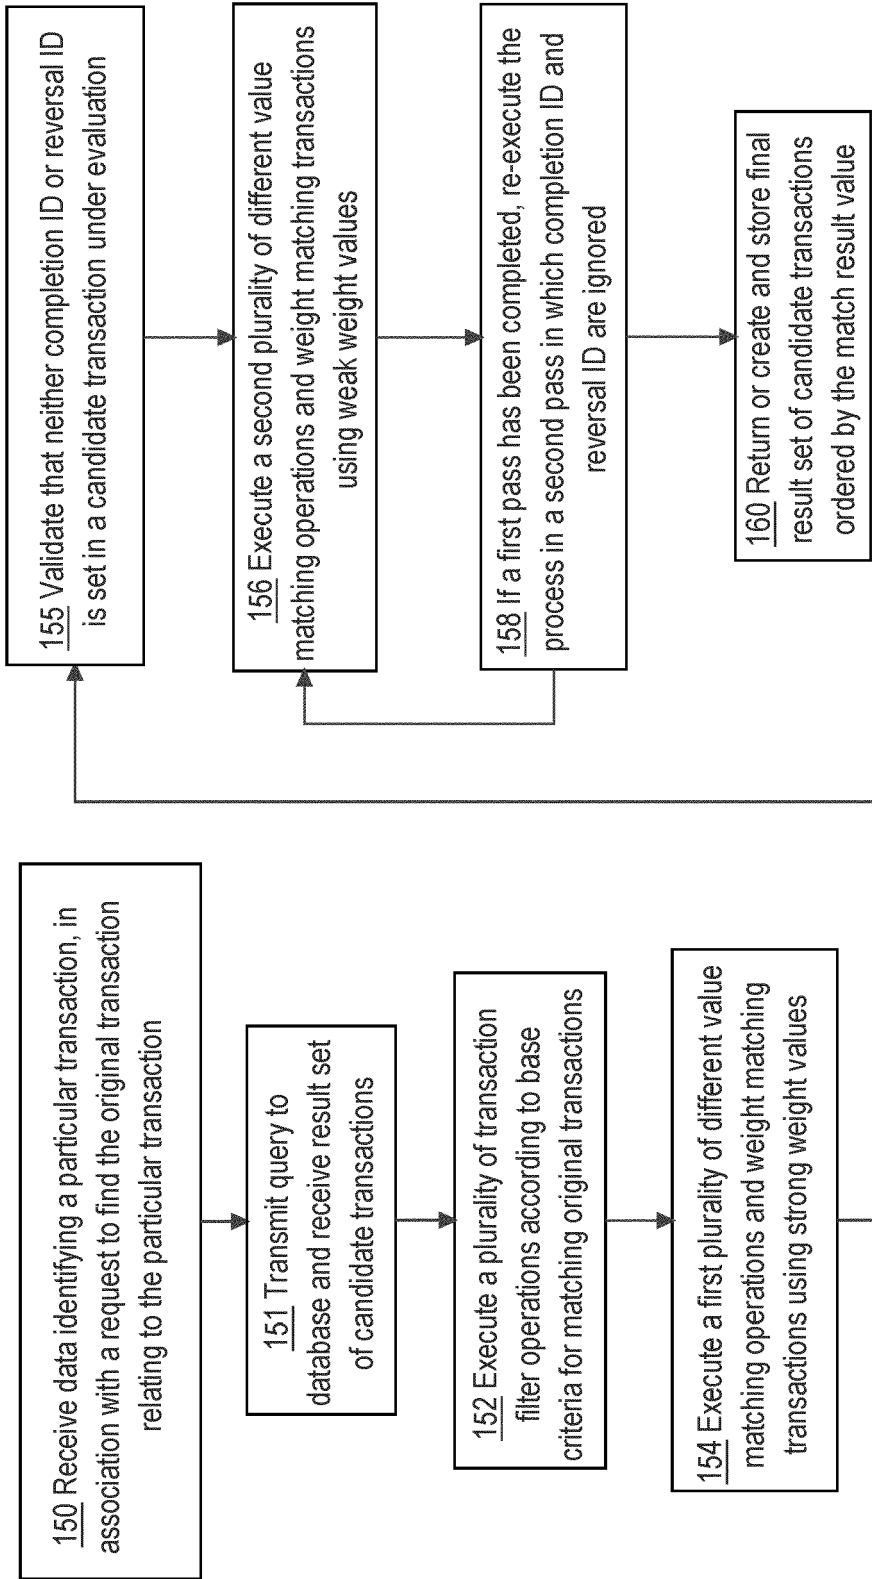 150 Receive data identifying a particular transaction, in
association with a request to find the original transaction
relating to the particular transaction
151 Transmit query to
database and receive result set
of candidate transactions
152 Execute a plurality of transaction
filter operations according to base
criteria for matching original transactions
154 Execute a first plurality of different value
matching operations and weight matching
transactions using strong weight values
155 Validate that neither completion ID or reversal ID
is set in a candidate transaction under evaluation
156 Execute a second plurality of different value
matching operations and weight matching transactions
using weak weight values
158 If a first pass has been completed, re-execute the
process in a second pass in which completion ID and
reversal ID are ignored
160 Return or create and store final
result set of candidate transactions
ordered by the match result value